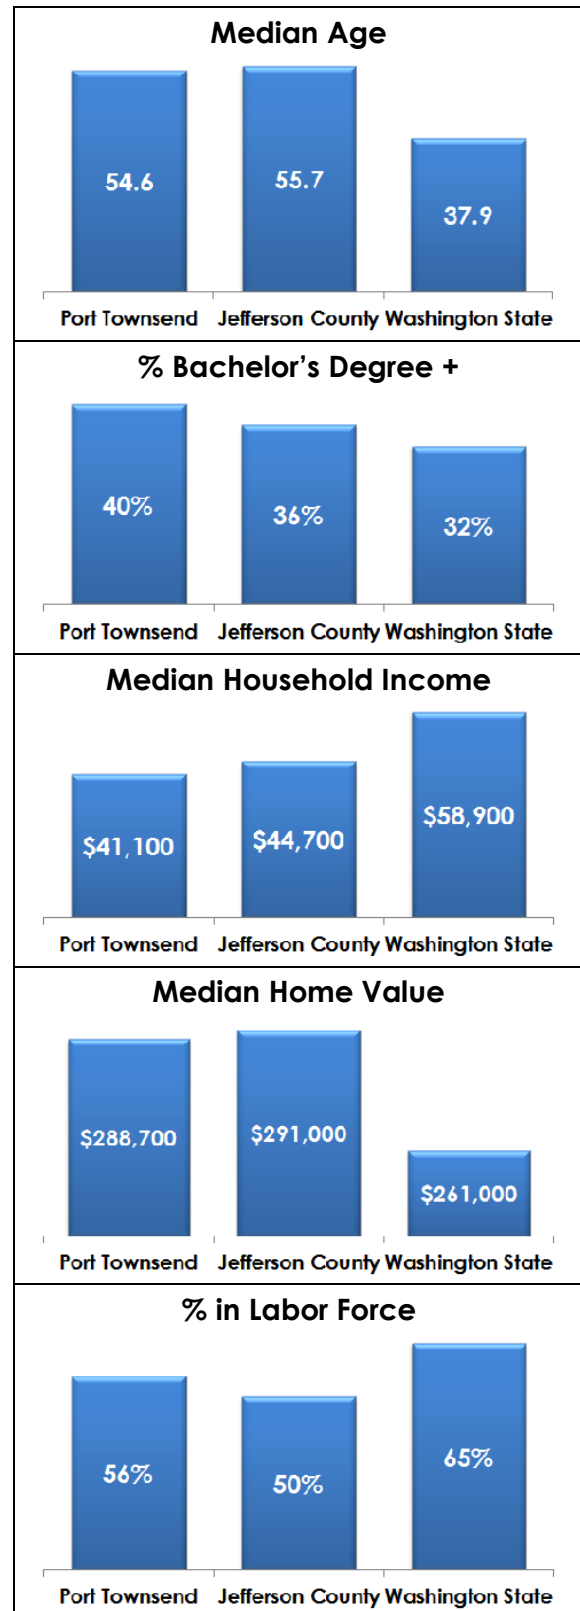 Median Age
54.6
55.7
37.9
Port Townsend Jefferson County Washington State
% Bachelor’s Degree +
40%
36%
32%
Port Townsend Jefferson County Washington State
Median Household Income
$41,100
$44,700
$58,900
Port Townsend Jefferson County Washington State
Median Home Value
$288,700
$291,000
$261,000
Port Townsend Jefferson County Washington State
% in Labor Force
56%
50%
65%
Port Townsend Jefferson County Washington State